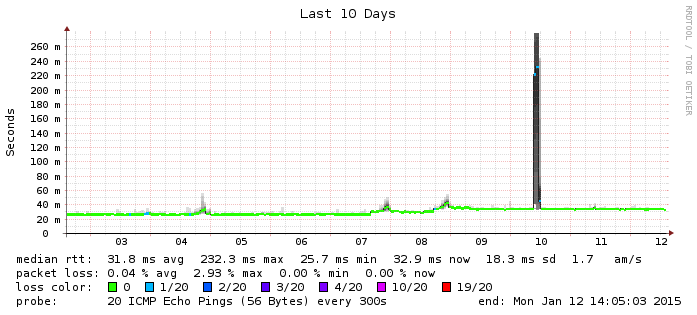 Last 10 Days
RRDTOOL / TOBI OETIKER
Seconds
260 m
240 m
220 m
200 m
180 m
160 m
140 m
120 m
100 m
80 m
60 m
40 m
20 m
0
03 04 05 06 07 08 09 10 11 12
median rtt: 31.8 ms avg 232.3 ms max 25.7 ms min 32.9 ms now 18.3 ms sd 1.7 am/s
packet loss: 0.04 % avg 2.93 % max 0.00 % min 0.00 % now
loss color: 0 1/20 2/20 3/20 4/20 10/20 19/20
probe: 20 ICMP Echo Pings (56 Bytes) every 300s end: Mon Jan 12 14:05:03 2015